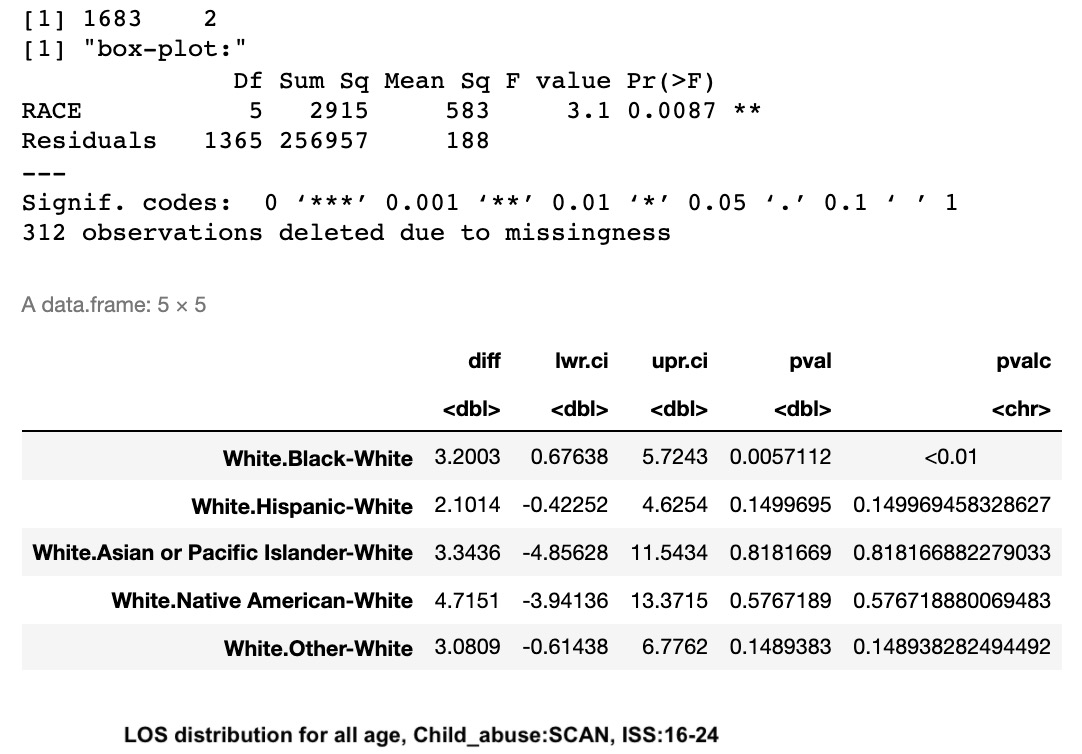 [1] 1683    2
[1] "box-plot:"
              Df Sum Sq Mean Sq F value Pr(>F)
RACE           5   2915     583     3.1 0.0087 **
Residuals   1365 256957     188
---
Signif. codes:  0 ‘***’ 0.001 ‘**’ 0.01 ‘*’ 0.05 ‘.’ 0.1 ‘ ’ 1
312 observations deleted due to missingness
A data.frame: 5 × 5
diff lwr.ci upr.ci pval pvalc
<dbl> <dbl> <dbl> <dbl> <chr>
White.Black-White 3.2003 0.67638 5.7243 0.0057112 <0.01
White.Hispanic-White 2.1014 -0.42252 4.6254 0.1499695 0.149969458328627
White.Asian or Pacific Islander-White 3.3436 -4.85628 11.5434 0.8181669 0.818166882279033
White.Native American-White 4.7151 -3.94136 13.3715 0.5767189 0.576718880069483
White.Other-White 3.0809 -0.61438 6.7762 0.1489383 0.148938282494492
LOS distribution for all age, Child_abuse:SCAN, ISS:16-24